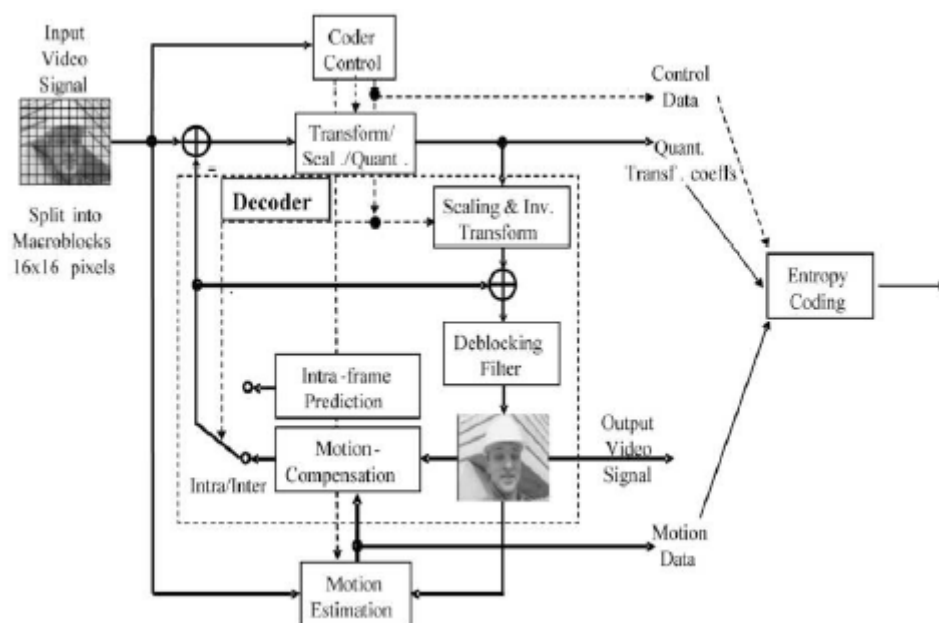 Input
Video
Signal
Split into
Macroblocks
16x16 pixels
Coder
Control
Control
Data
Transform/
Scal./Quant.
-
Quant.
Transf. coeffs
Decoder
Scaling & Inv.
Transform
Entropy
Coding
Deblocking
Filter
Intra-frame
Prediction
Motion-
Compensation
Intra/Inter
Output
Video
Signal
Motion
Data
Motion
Estimation